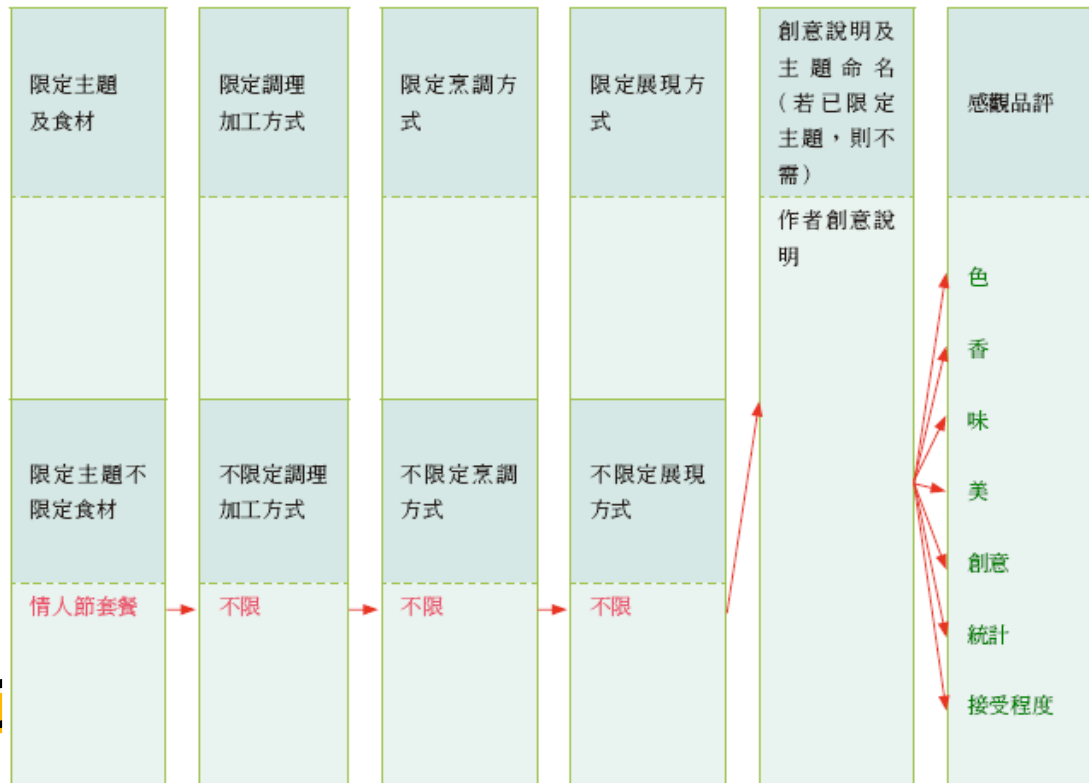 限定主題
及食材
限定調理
加工方式
限定烹調方
式
限定展現方
式
創意說明及
主題命名
(若已限定
主題，則不
需)
感觀品評
作者創意說
明
限定主題不
限定食材
不限定調理
加工方式
不限定烹調
方式
不限定展現
方式
情人節套餐
不限
不限
不限
色
香
味
美
創意
統計
接受程度